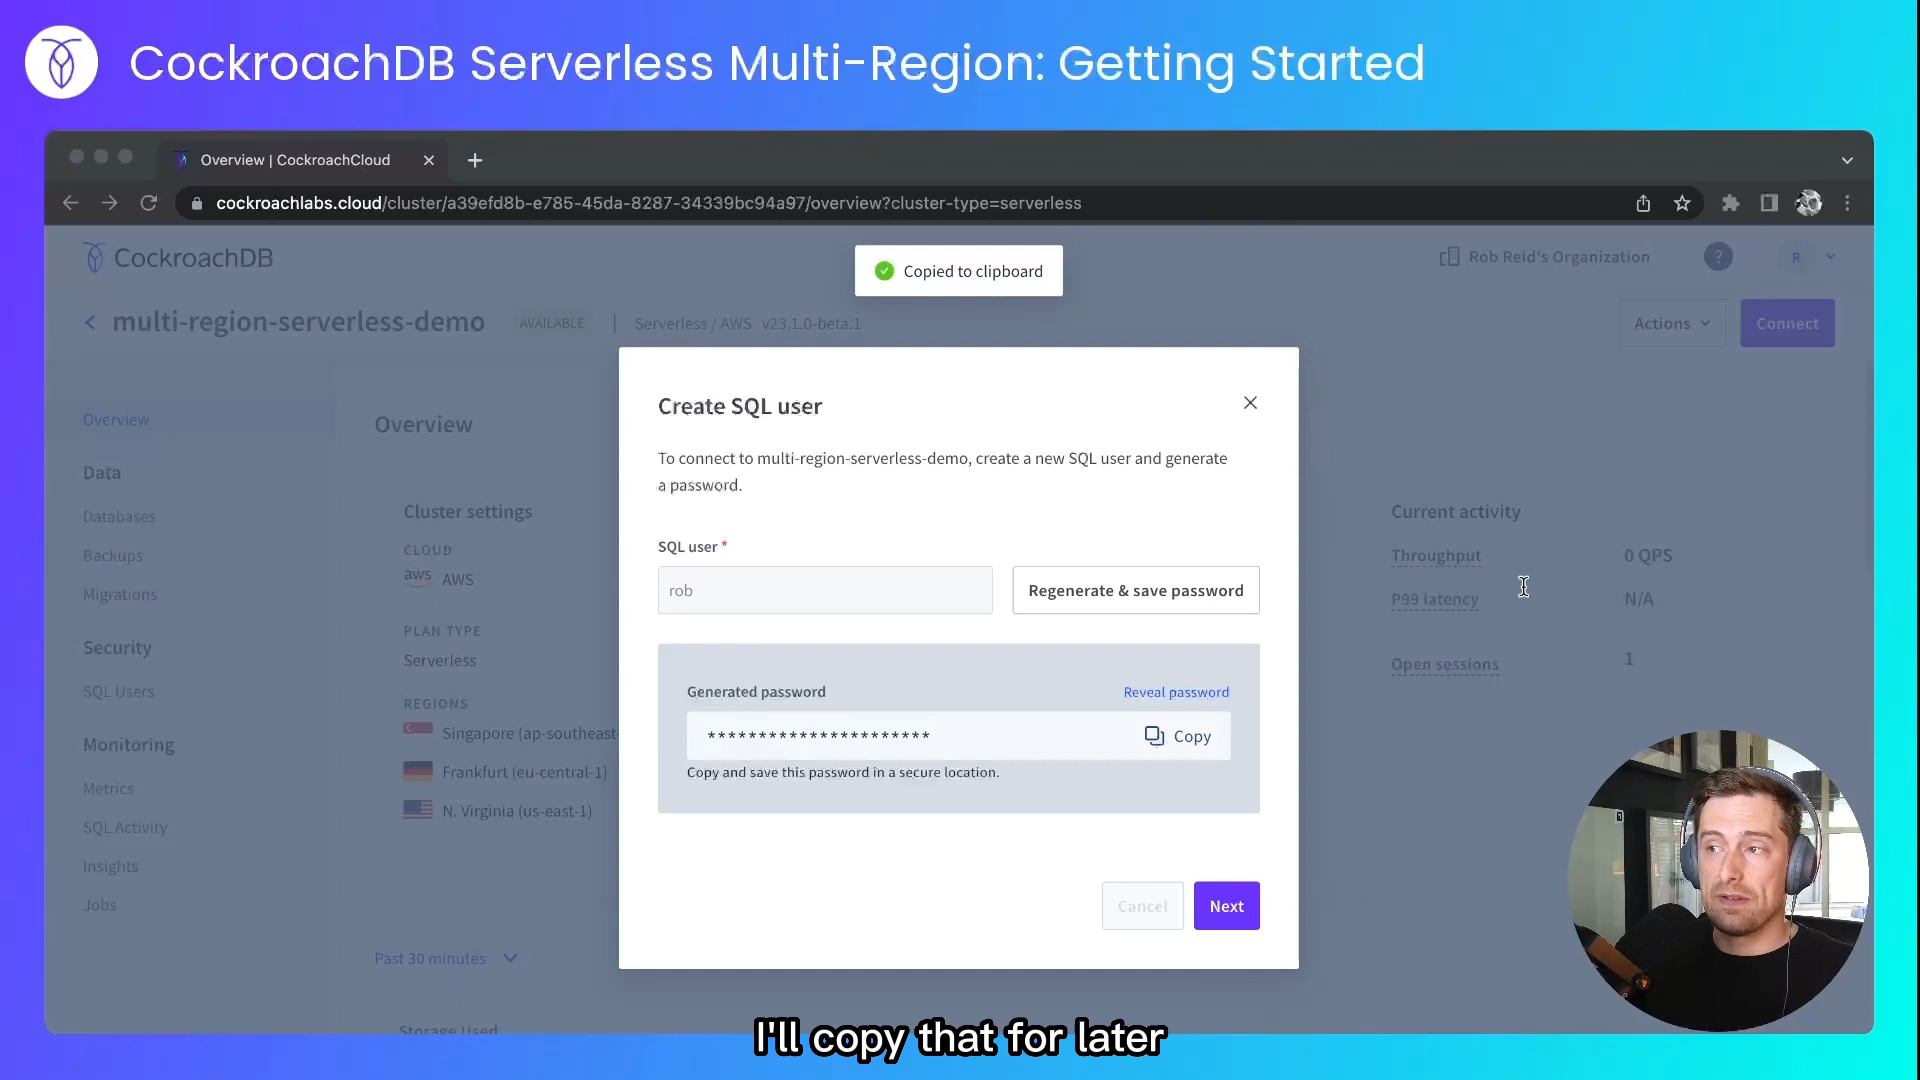 CockroachDB Serverless Multi-Region: Getting Started
Overview | CockroachCloud
cockroachlabs.cloud/cluster/a39efd8b-e785-45da-8287-34339bc94a97/overview?cluster-type=serverless
CockroachDB
Copied to clipboard
Rob Reid's Organization
?
R
multi-region-serverless-demo
AVAILABLE
Serverless / AWS v23.1.0-beta.1
Actions
Connect
Overview
Data
Databases
Backups
Migrations
Security
SQL Users
Monitoring
Metrics
SQL Activity
Insights
Jobs
Overview
Cluster settings
CLOUD
aws AWS
PLAN TYPE
Serverless
REGIONS
Singapore (ap-southeast-
Frankfurt (eu-central-1)
N. Virginia (us-east-1)
Past 30 minutes
Storage Used
Create SQL user
To connect to multi-region-serverless-demo, create a new SQL user and generate
a password.
SQL user *
rob
Regenerate & save password
Generated password
Reveal password
**********************
Copy
Copy and save this password in a secure location.
Cancel
Next
Current activity
Throughput
0 QPS
P99 latency
N/A
Open sessions
1
I'll copy that for later